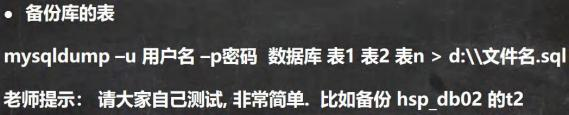 ● 备份库的表
mysqldump –u 用户名 –p密码 数据库 表1 表2 表n > d:\\文件名.sql
老师提示： 请大家自己测试, 非常简单. 比如备份 hsp_db02 的t2